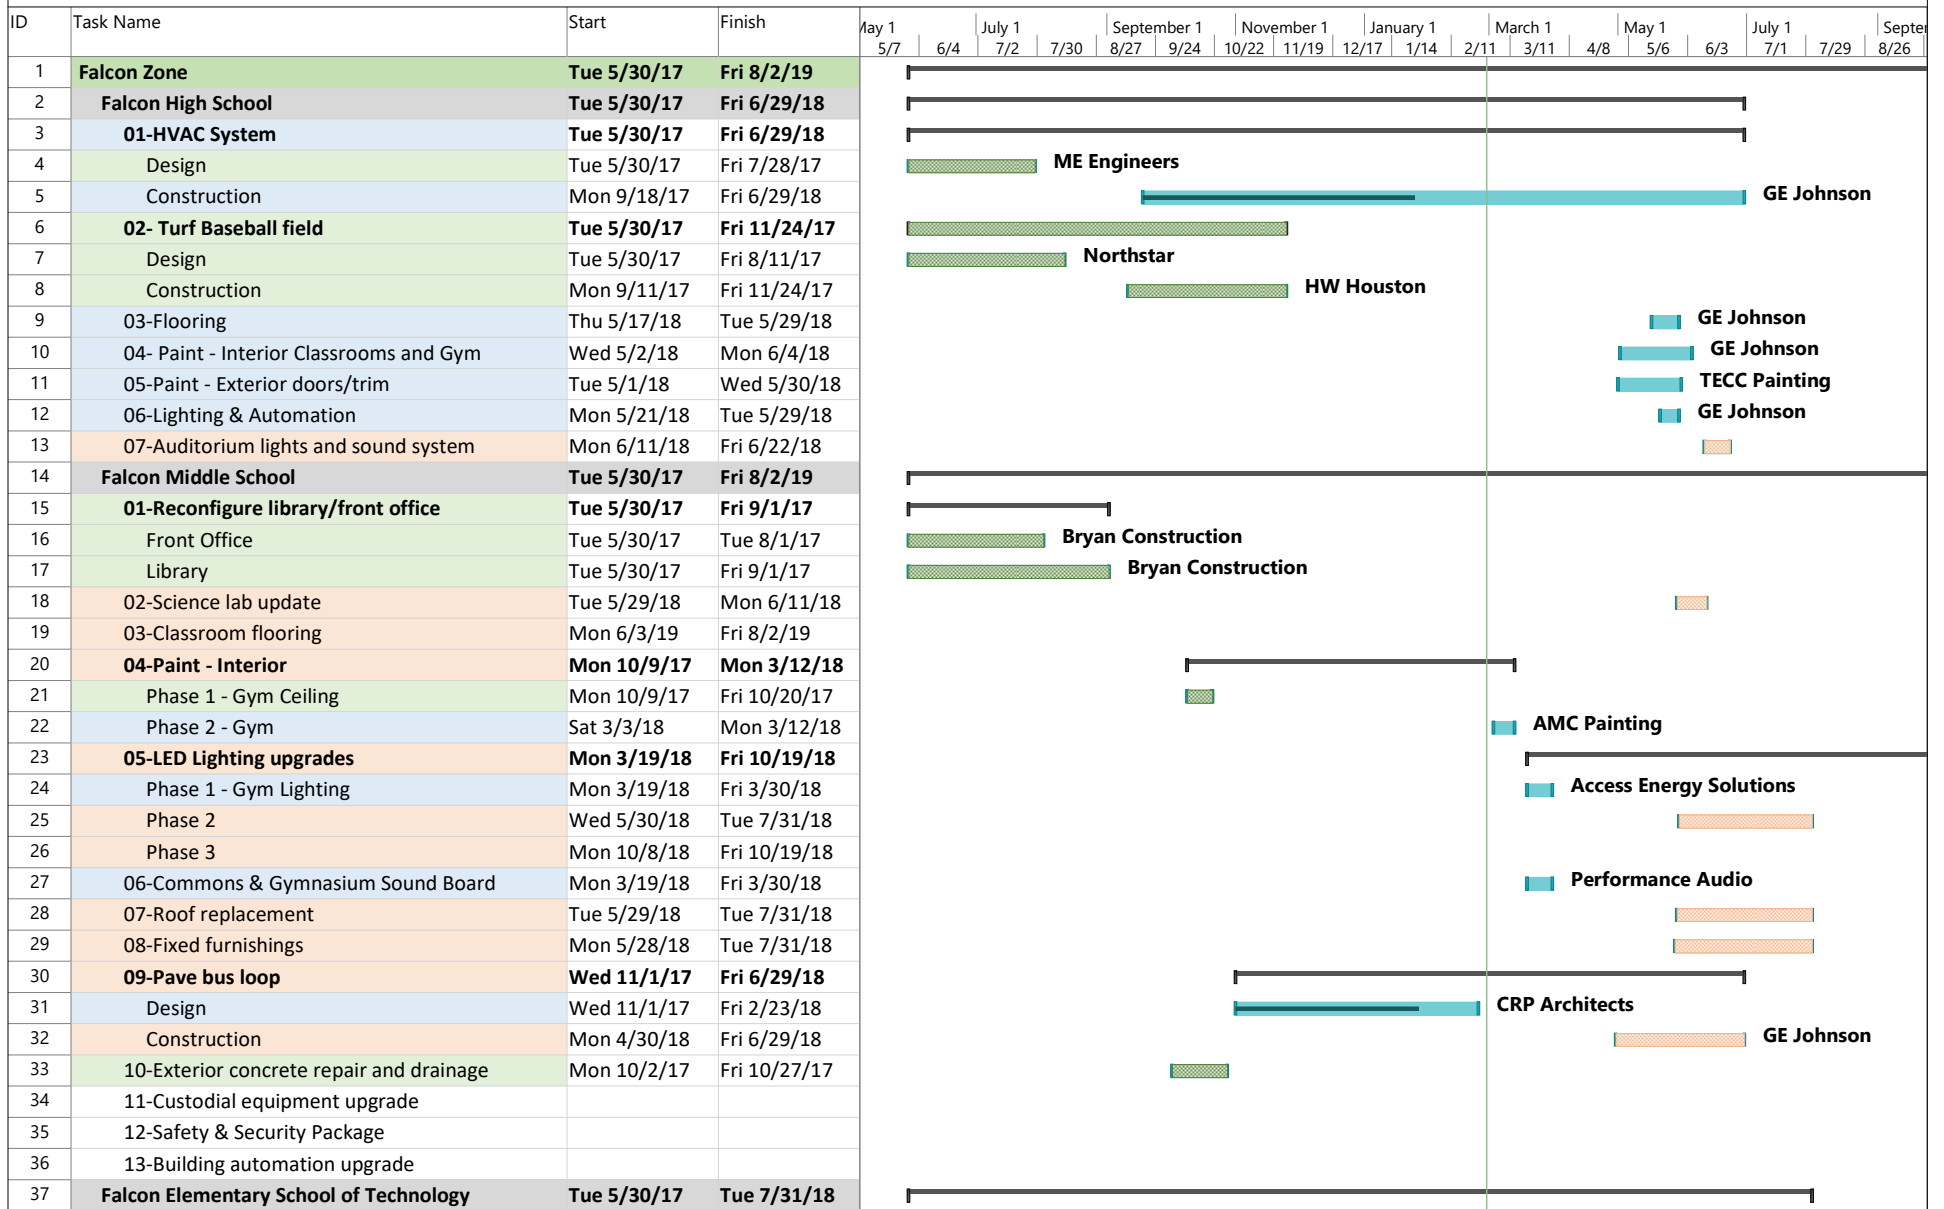 ID Task Name Start Finish May 1 July 1 September 1 November 1 January 1 March 1 May 1 July 1 Septer
5/7 6/4 7/2 7/30 8/27 9/24 10/22 11/19 12/17 1/14 2/11 3/11 4/8 5/6 6/3 7/1 7/29 8/26
1 Falcon Zone Tue 5/30/17 Fri 8/2/19
2 Falcon High School Tue 5/30/17 Fri 6/29/18
3 01-HVAC System Tue 5/30/17 Fri 6/29/18
4 Design Tue 5/30/17 Fri 7/28/17 ME Engineers
5 Construction Mon 9/18/17 Fri 6/29/18 GE Johnson
6 02- Turf Baseball field Tue 5/30/17 Fri 11/24/17
7 Design Tue 5/30/17 Fri 8/11/17 Northstar
8 Construction Mon 9/11/17 Fri 11/24/17 HW Houston
9 03-Flooring Thu 5/17/18 Tue 5/29/18 GE Johnson
10 04- Paint - Interior Classrooms and Gym Wed 5/2/18 Mon 6/4/18 GE Johnson
11 05-Paint - Exterior doors/trim Tue 5/1/18 Wed 5/30/18 TECC Painting
12 06-Lighting & Automation Mon 5/21/18 Tue 5/29/18 GE Johnson
13 07-Auditorium lights and sound system Mon 6/11/18 Fri 6/22/18
14 Falcon Middle School Tue 5/30/17 Fri 8/2/19
15 01-Reconfigure library/front office Tue 5/30/17 Fri 9/1/17
16 Front Office Tue 5/30/17 Tue 8/1/17 Bryan Construction
17 Library Tue 5/30/17 Fri 9/1/17 Bryan Construction
18 02-Science lab update Tue 5/29/18 Mon 6/11/18
19 03-Classroom flooring Mon 6/3/19 Fri 8/2/19
20 04-Paint - Interior Mon 10/9/17 Mon 3/12/18
21 Phase 1 - Gym Ceiling Mon 10/9/17 Fri 10/20/17
22 Phase 2 - Gym Sat 3/3/18 Mon 3/12/18 AMC Painting
23 05-LED Lighting upgrades Mon 3/19/18 Fri 10/19/18
24 Phase 1 - Gym Lighting Mon 3/19/18 Fri 3/30/18 Access Energy Solutions
25 Phase 2 Wed 5/30/18 Tue 7/31/18
26 Phase 3 Mon 10/8/18 Fri 10/19/18
27 06-Commons & Gymnasium Sound Board Mon 3/19/18 Fri 3/30/18 Performance Audio
28 07-Roof replacement Tue 5/29/18 Tue 7/31/18
29 08-Fixed furnishings Mon 5/28/18 Tue 7/31/18
30 09-Pave bus loop Wed 11/1/17 Fri 6/29/18
31 Design Wed 11/1/17 Fri 2/23/18 CRP Architects
32 Construction Mon 4/30/18 Fri 6/29/18 GE Johnson
33 10-Exterior concrete repair and drainage Mon 10/2/17 Fri 10/27/17
34 11-Custodial equipment upgrade
35 12-Safety & Security Package
36 13-Building automation upgrade
37 Falcon Elementary School of Technology Tue 5/30/17 Tue 7/31/18